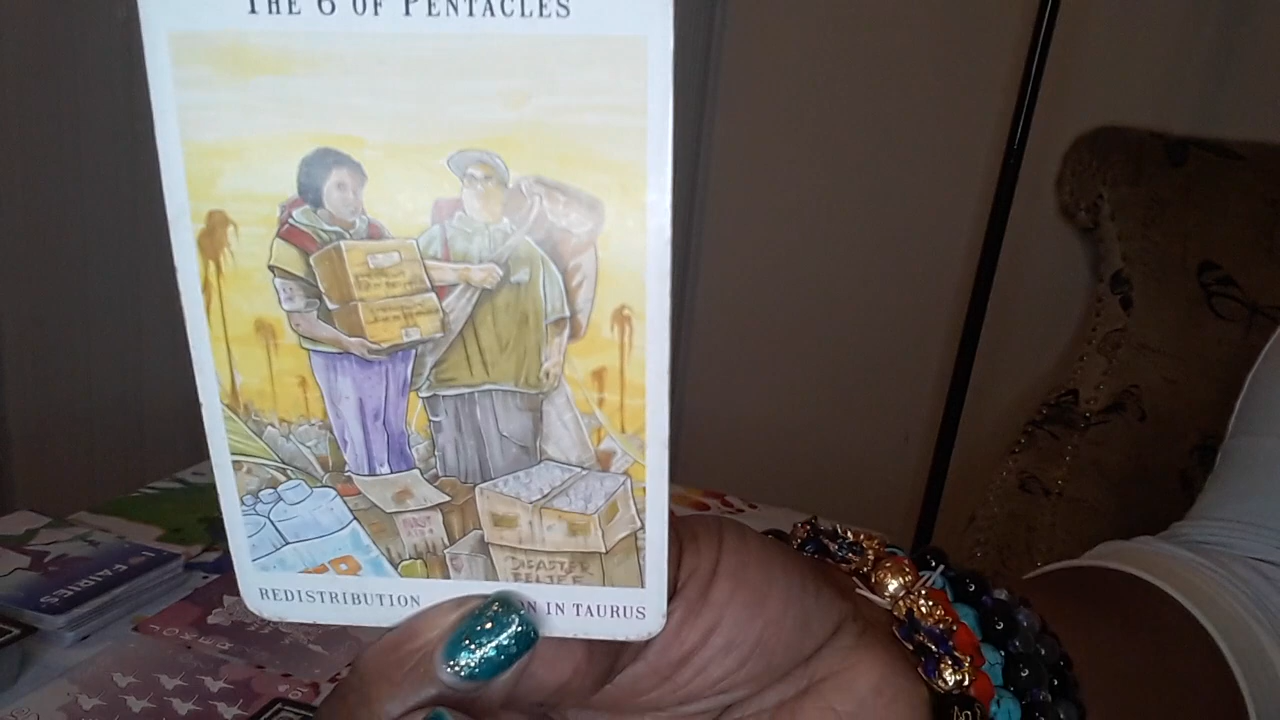 THE 6 OF PENTACLES
DISASTER
RELIEF
REDISTRIBUTION
N IN TAURUS
FAIRIES